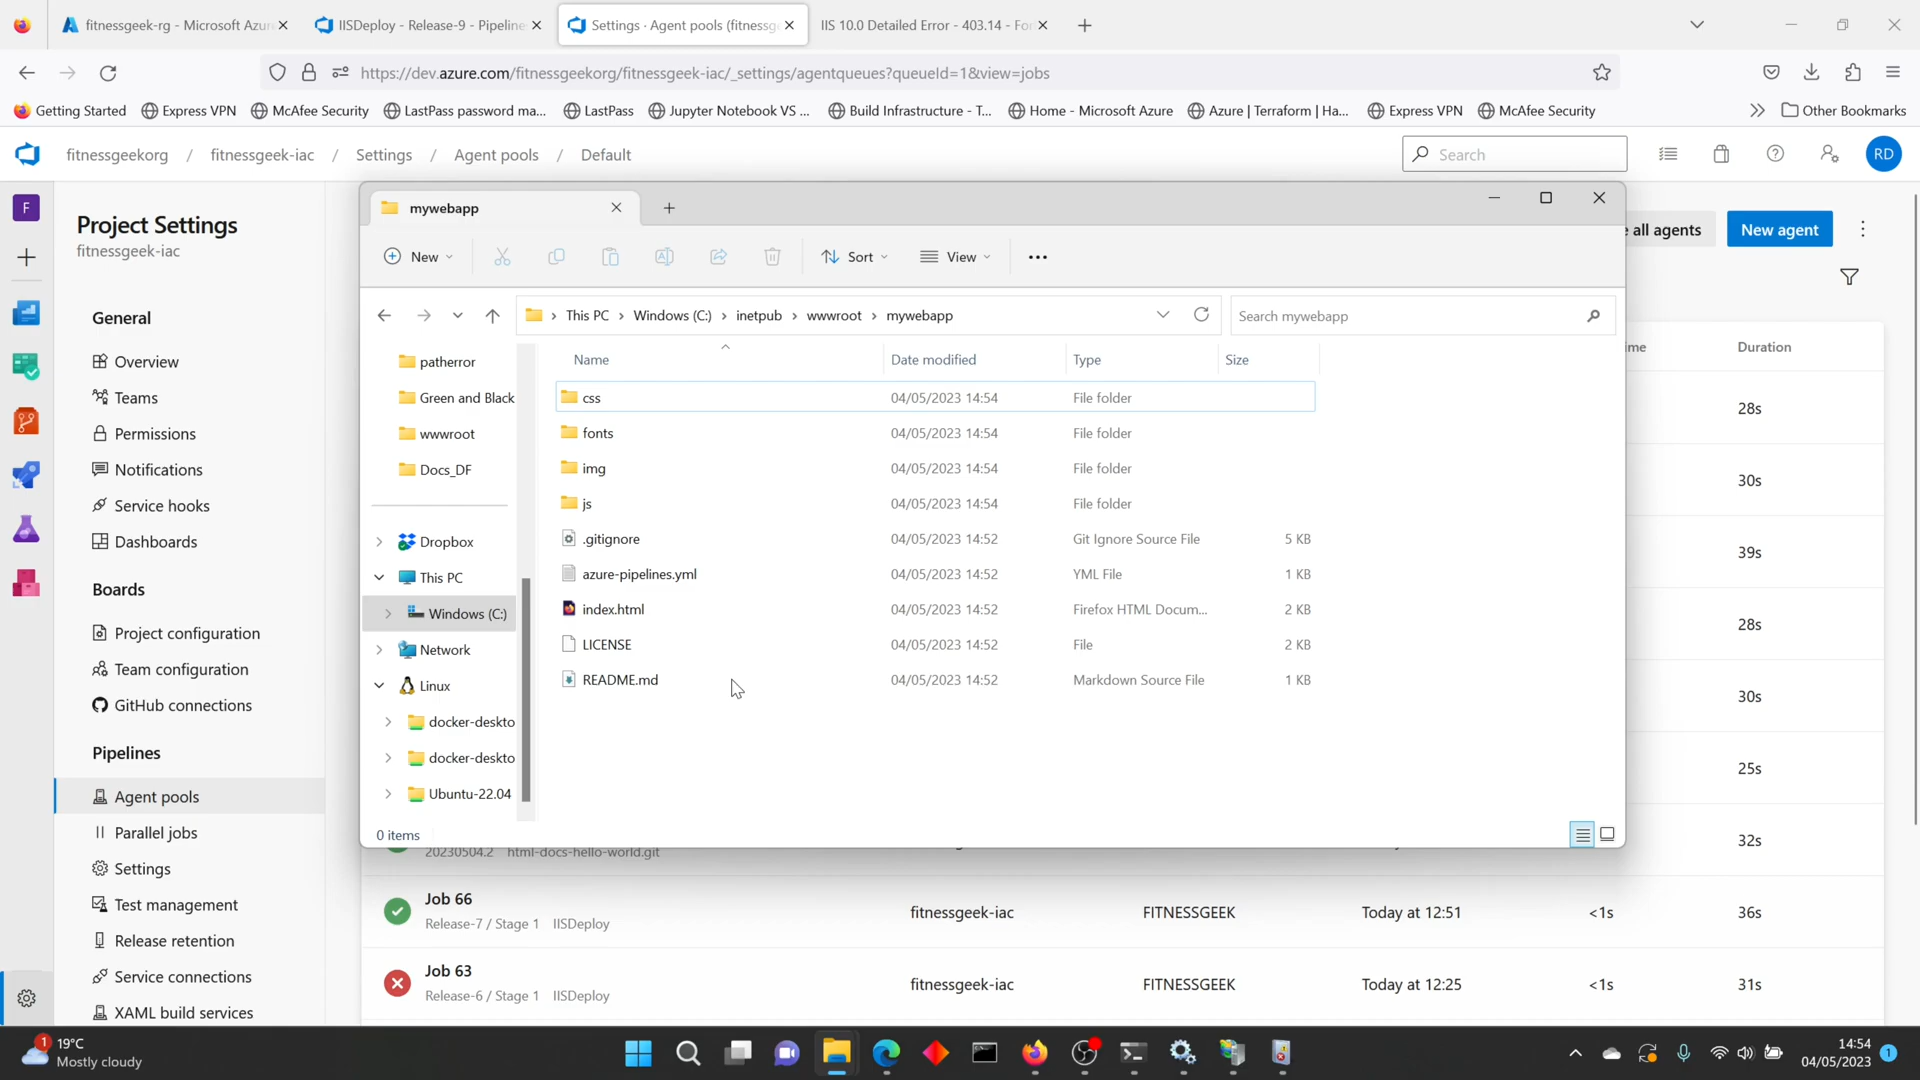 fitnessgeek-rg - Microsoft Azur
IISDeploy - Release-9 - Pipeline
Settings · Agent pools (fitnessg
IIS 10.0 Detailed Error - 403.14 - For
https://dev.azure.com/fitnessgeekorg/fitnessgeek-iac/_settings/agentqueues?queueId=1&view=jobs
Getting Started
Express VPN
McAfee Security
LastPass password ma...
LastPass
Jupyter Notebook VS ...
Build Infrastructure - T...
Home - Microsoft Azure
Azure | Terraform | Ha...
Express VPN
McAfee Security
Other Bookmarks
fitnessgeekorg / fitnessgeek-iac / Settings / Agent pools / Default
Search
RD
F
Project Settings
fitnessgeek-iac
General
Overview
Teams
Permissions
Notifications
Service hooks
Dashboards
Boards
Project configuration
Team configuration
GitHub connections
Pipelines
Agent pools
Parallel jobs
Settings
Test management
Release retention
Service connections
XAML build services
mywebapp
New
Sort
View
This PC > Windows (C:) > inetpub > wwwroot > mywebapp
Search mywebapp
patherror
Green and Black
wwwroot
Docs_DF
Dropbox
This PC
Windows (C:)
Network
Linux
docker-deskto
docker-deskto
Ubuntu-22.04
Name Date modified Type Size
css 04/05/2023 14:54 File folder
fonts 04/05/2023 14:54 File folder
img 04/05/2023 14:54 File folder
js 04/05/2023 14:54 File folder
.gitignore 04/05/2023 14:52 Git Ignore Source File 5 KB
azure-pipelines.yml 04/05/2023 14:52 YML File 1 KB
index.html 04/05/2023 14:52 Firefox HTML Docum... 2 KB
LICENSE 04/05/2023 14:52 File 2 KB
README.md 04/05/2023 14:52 Markdown Source File 1 KB
0 items
all agents
New agent
ime Duration
28s
30s
39s
28s
30s
25s
32s
20230504.2 html-docs-hello-world.git
Job 66
Release-7 / Stage 1 IISDeploy
fitnessgeek-iac FITNESSGEEK Today at 12:51 <1s 36s
Job 63
Release-6 / Stage 1 IISDeploy
fitnessgeek-iac FITNESSGEEK Today at 12:25 <1s 31s
1
19°C
Mostly cloudy
14:54
04/05/2023
1